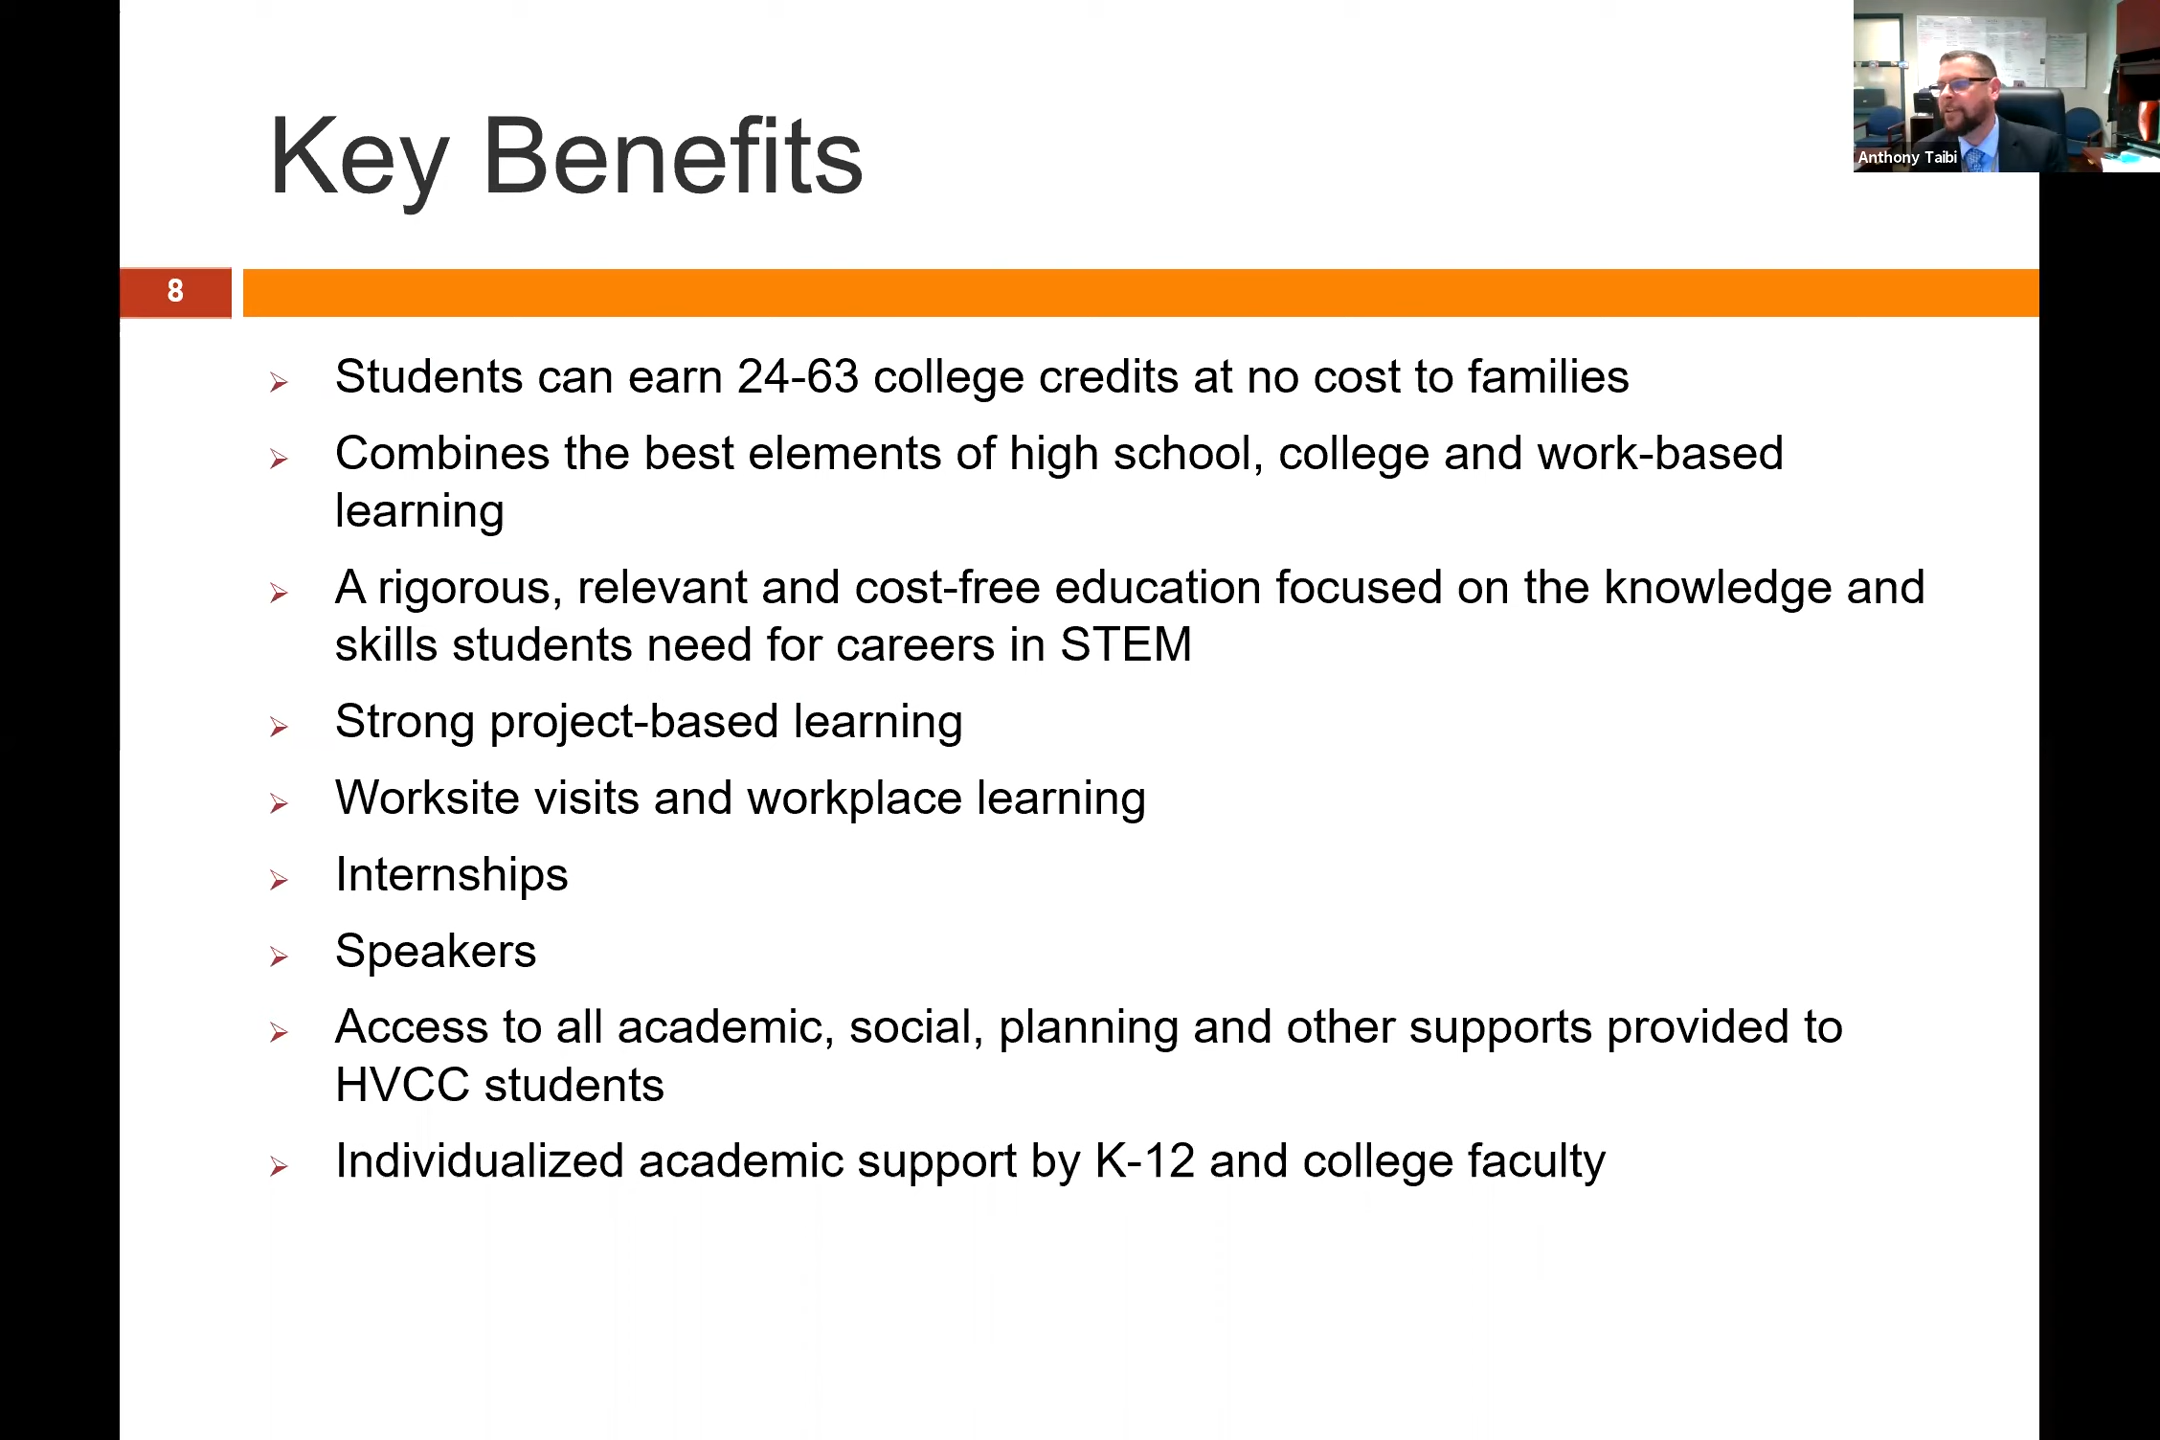 Key Benefits
Anthony Taibi
8
Students can earn 24-63 college credits at no cost to families
Combines the best elements of high school, college and work-based
learning
A rigorous, relevant and cost-free education focused on the knowledge and
skills students need for careers in STEM
Strong project-based learning
Worksite visits and workplace learning
Internships
Speakers
Access to all academic, social, planning and other supports provided to
HVCC students
Individualized academic support by K-12 and college faculty